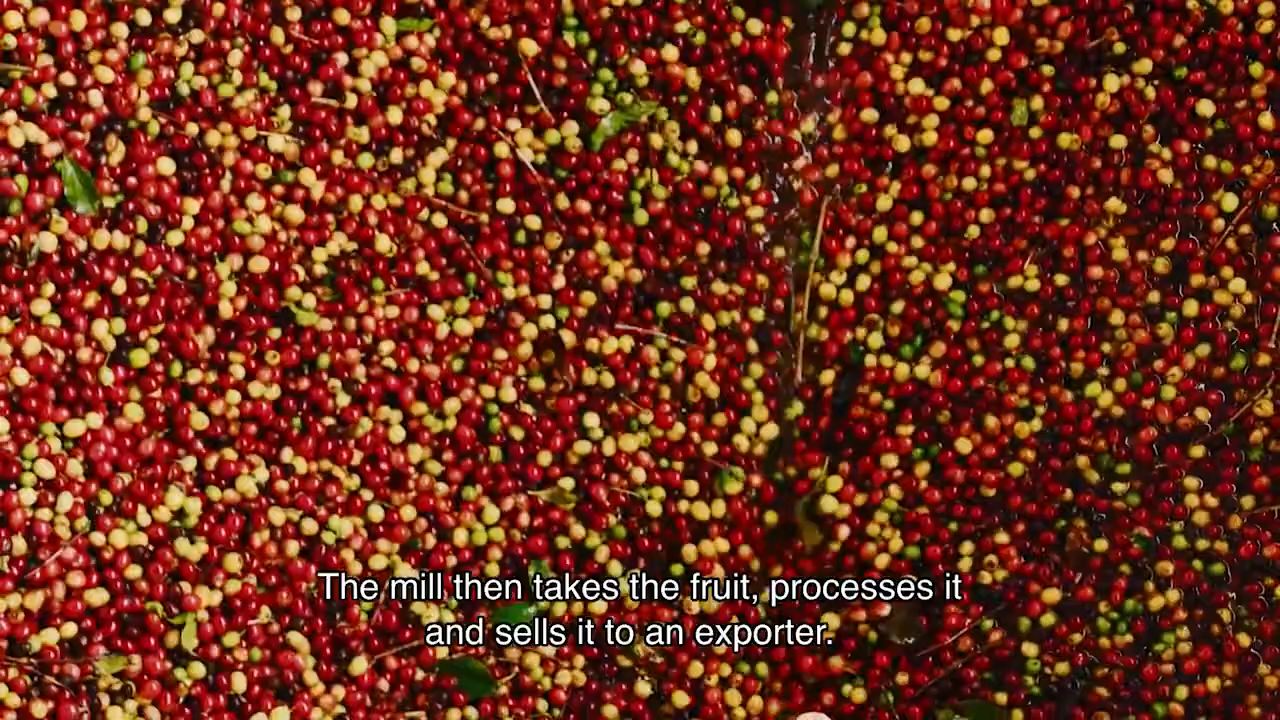 The mill then takes the fruit, processes it
and sells it to an exporter.